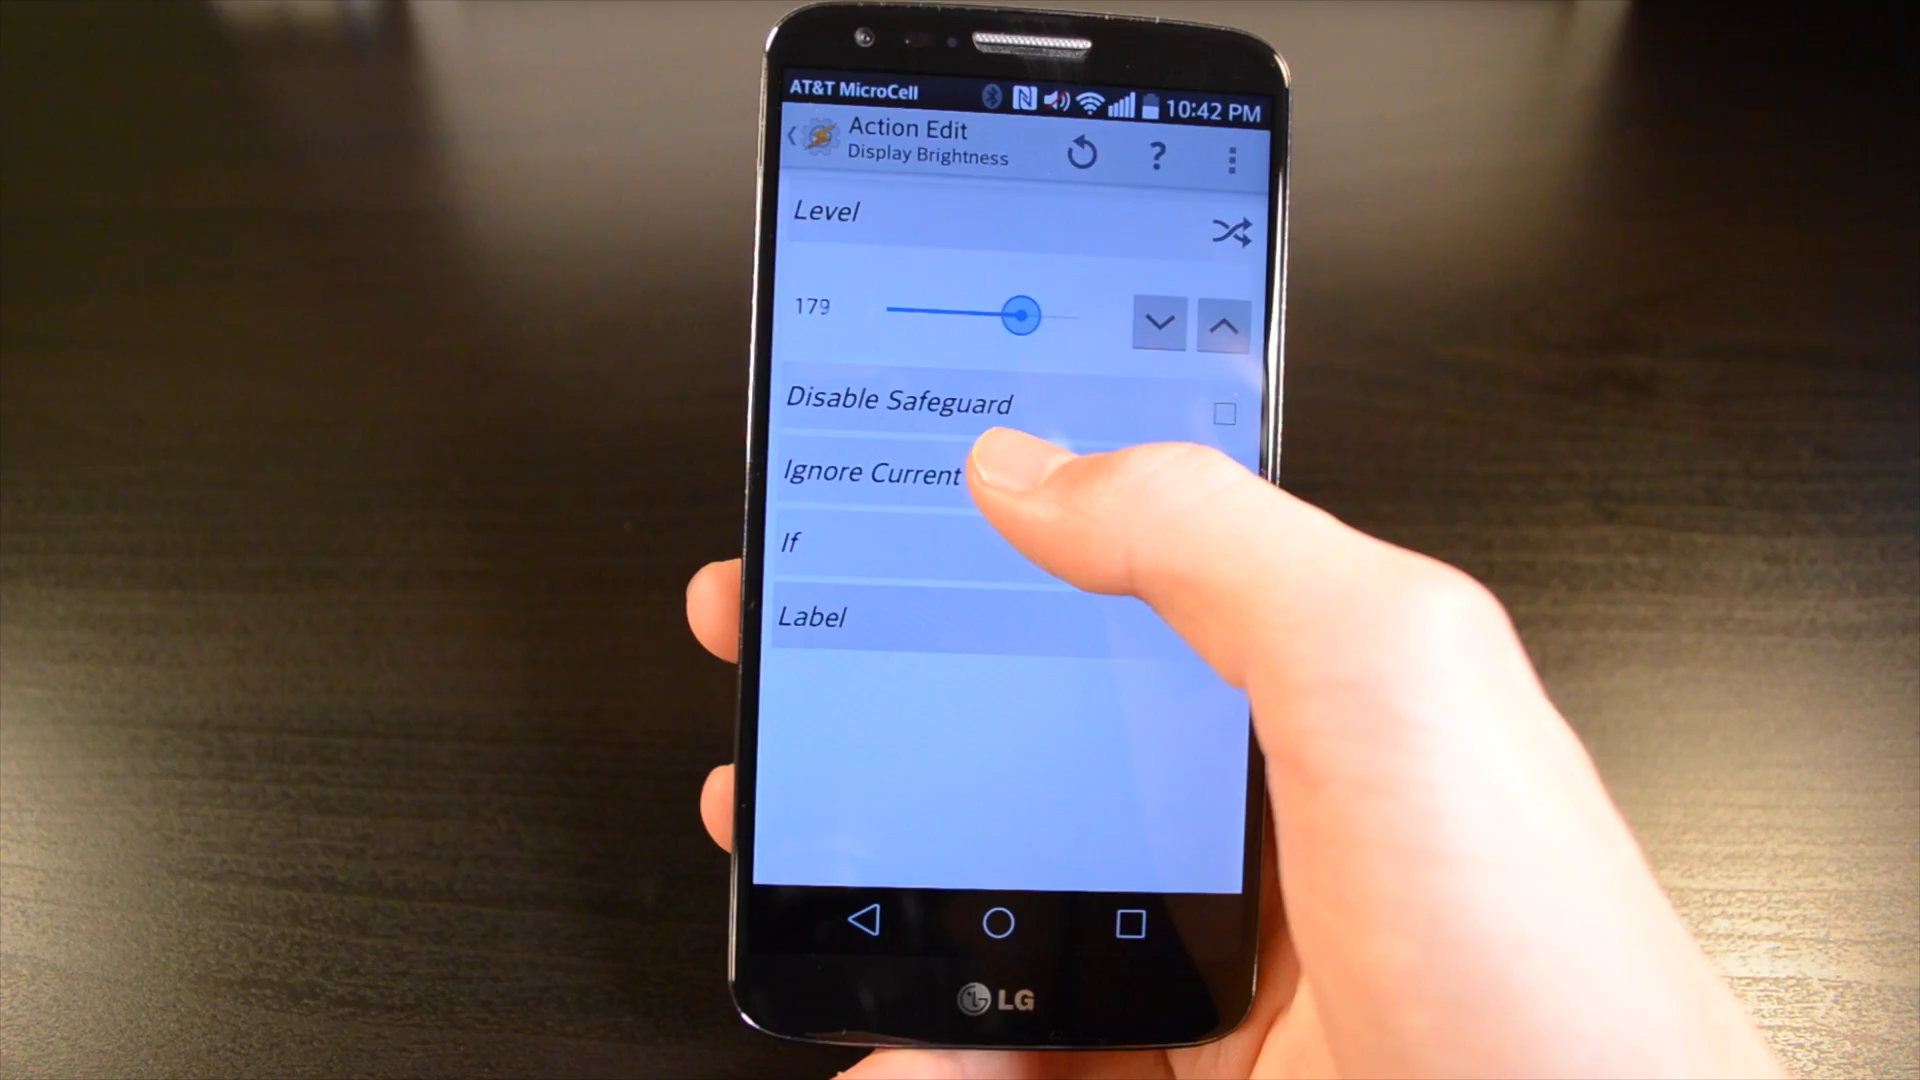 AT&T MicroCell
10:42 PM
Action Edit
Display Brightness
?
Level
179
Disable Safeguard
Ignore Current
If
Label
LG